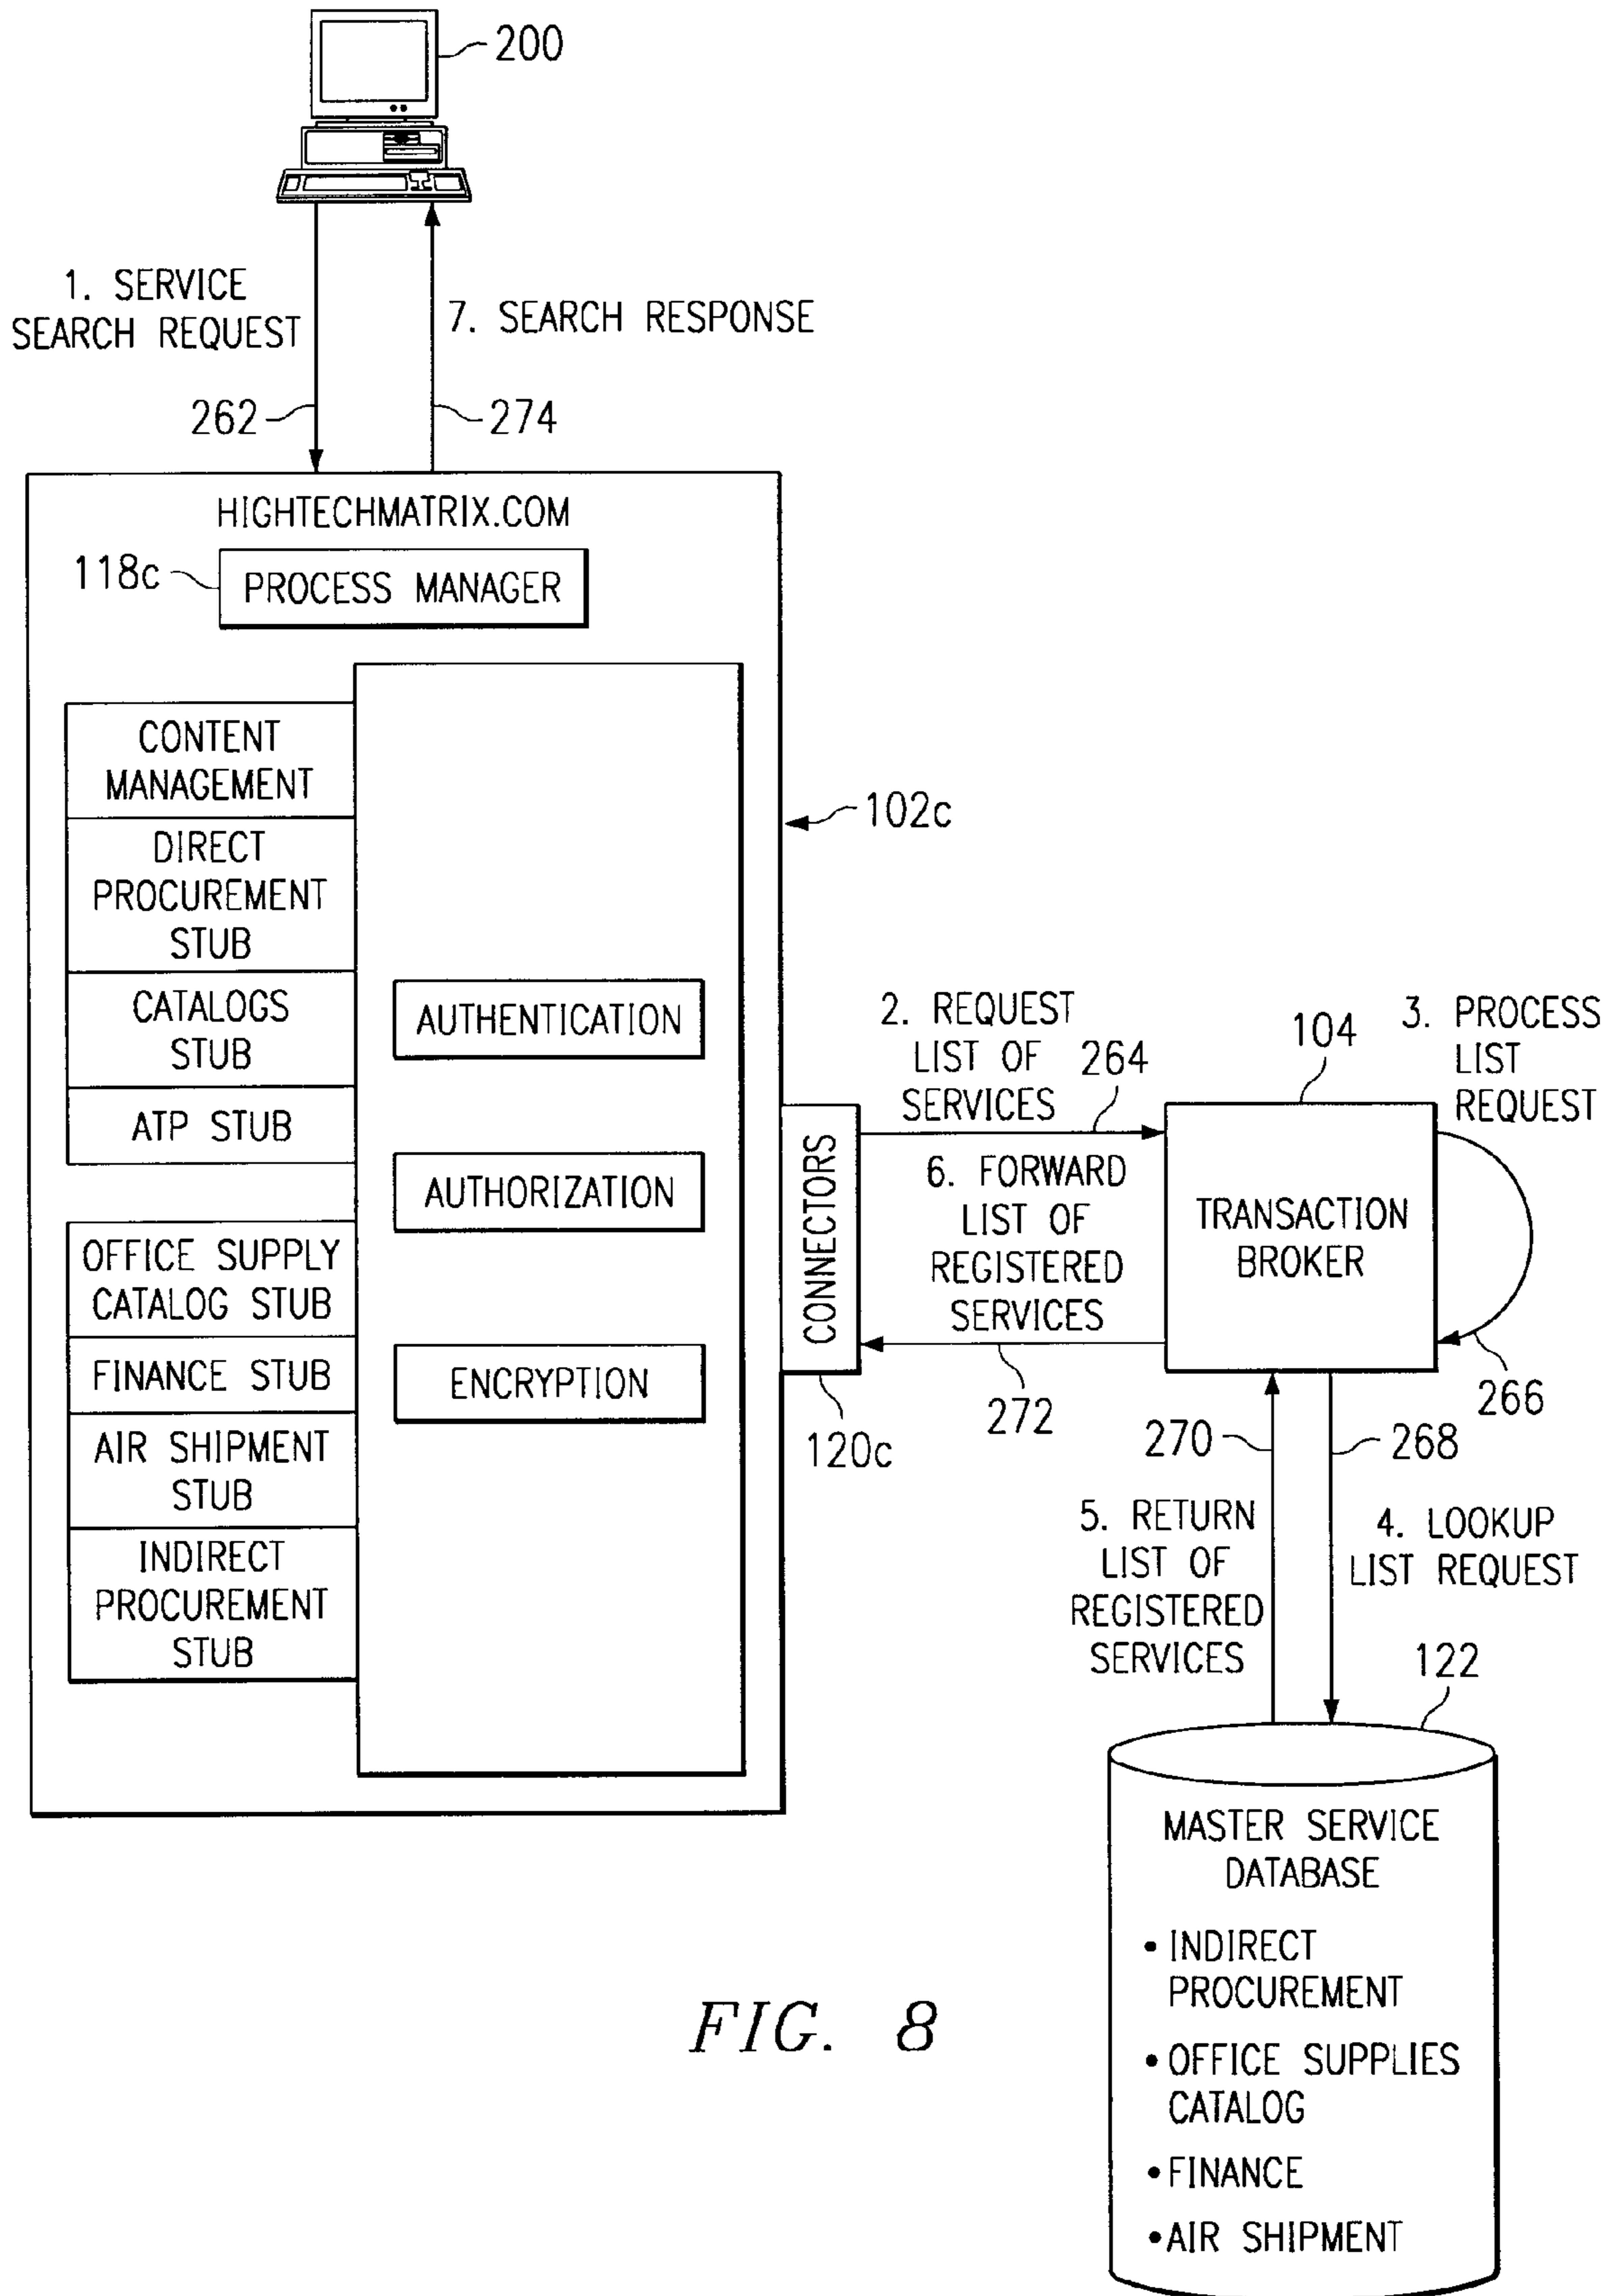 200
1. SERVICE
SEARCH REQUEST
7. SEARCH RESPONSE
262
274
HIGHTECHMATRIX.COM
118c
PROCESS MANAGER
CONTENT
MANAGEMENT
DIRECT
PROCUREMENT
STUB
CATALOGS
STUB
ATP STUB
OFFICE SUPPLY
CATALOG STUB
FINANCE STUB
AIR SHIPMENT
STUB
INDIRECT
PROCUREMENT
STUB
AUTHENTICATION
AUTHORIZATION
ENCRYPTION
102c
CONNECTORS
120c
2. REQUEST
LIST OF
SERVICES
264
6. FORWARD
LIST OF
REGISTERED
SERVICES
272
104
TRANSACTION
BROKER
3. PROCESS
LIST
REQUEST
266
270
268
5. RETURN
LIST OF
REGISTERED
SERVICES
4. LOOKUP
LIST REQUEST
122
MASTER SERVICE
DATABASE
• INDIRECT
PROCUREMENT
• OFFICE SUPPLIES
CATALOG
• FINANCE
• AIR SHIPMENT
FIG. 8